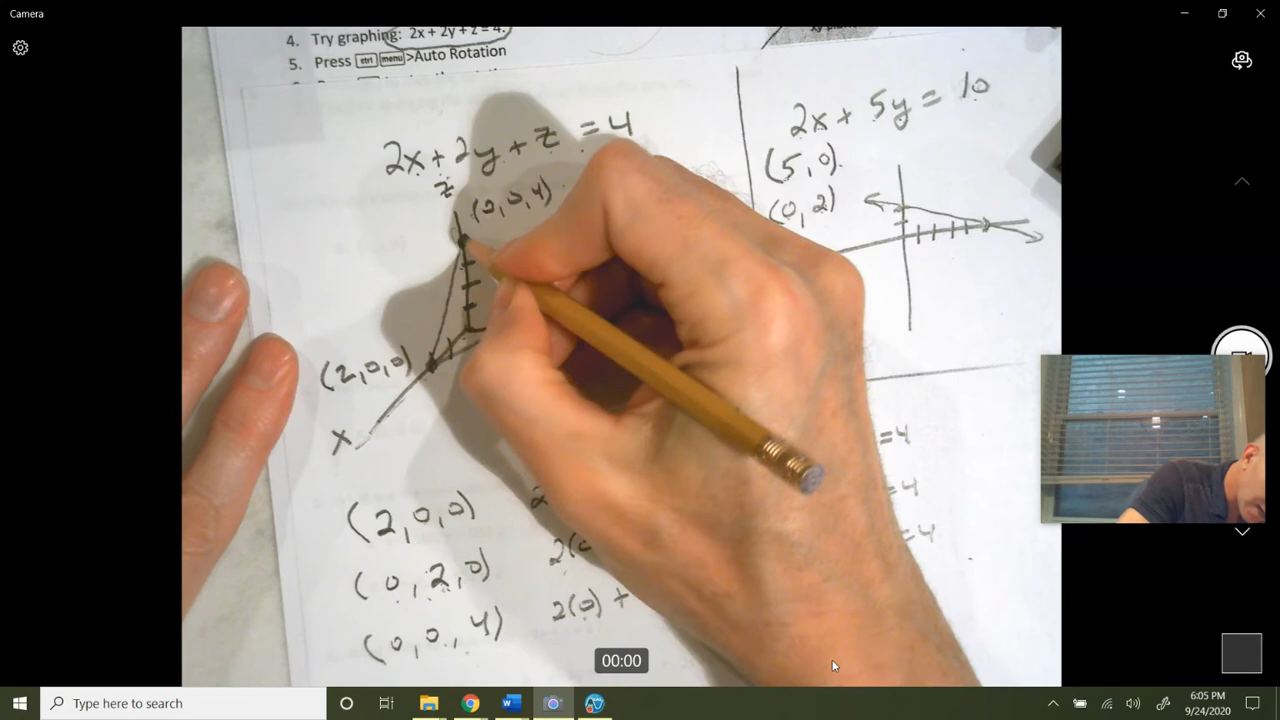 Camera
4. Try graphing: 2x + 2y + z = 4.
5. Press ctrl menu >Auto Rotation
2x + 2y + z = 4
z
(0,0,4)
(2,0,0)
x
(2,0,0)
(0,2,0)
(0,0,4)
2(0) +
2x + 5y = 10
(5,0)
(0,2)
=4
=4
=4
00:00
Type here to search
6:05 PM
9/24/2020